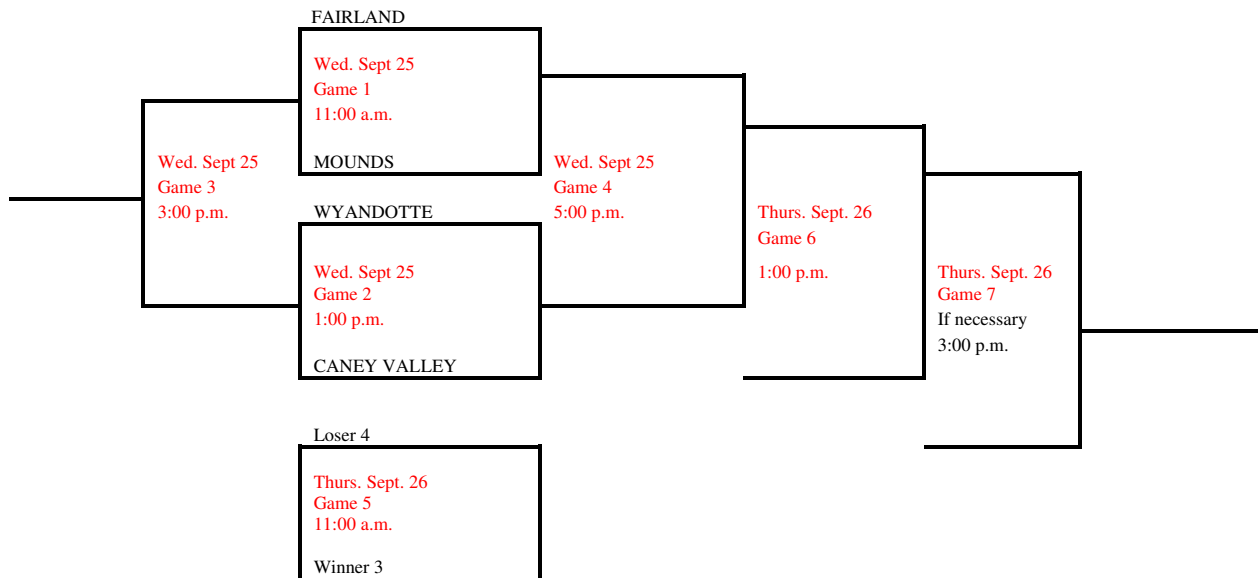 FAIRLAND
Wed. Sept 25
Game 1
11:00 a.m.
MOUNDS
Wed. Sept 25
Game 3
3:00 p.m.
Wed. Sept 25
Game 4
5:00 p.m.
WYANDOTTE
Wed. Sept 25
Game 2
1:00 p.m.
CANEY VALLEY
Thurs. Sept. 26
Game 6
1:00 p.m.
Thurs. Sept. 26
Game 7
If necessary
3:00 p.m.
Loser 4
Thurs. Sept. 26
Game 5
11:00 a.m.
Winner 3